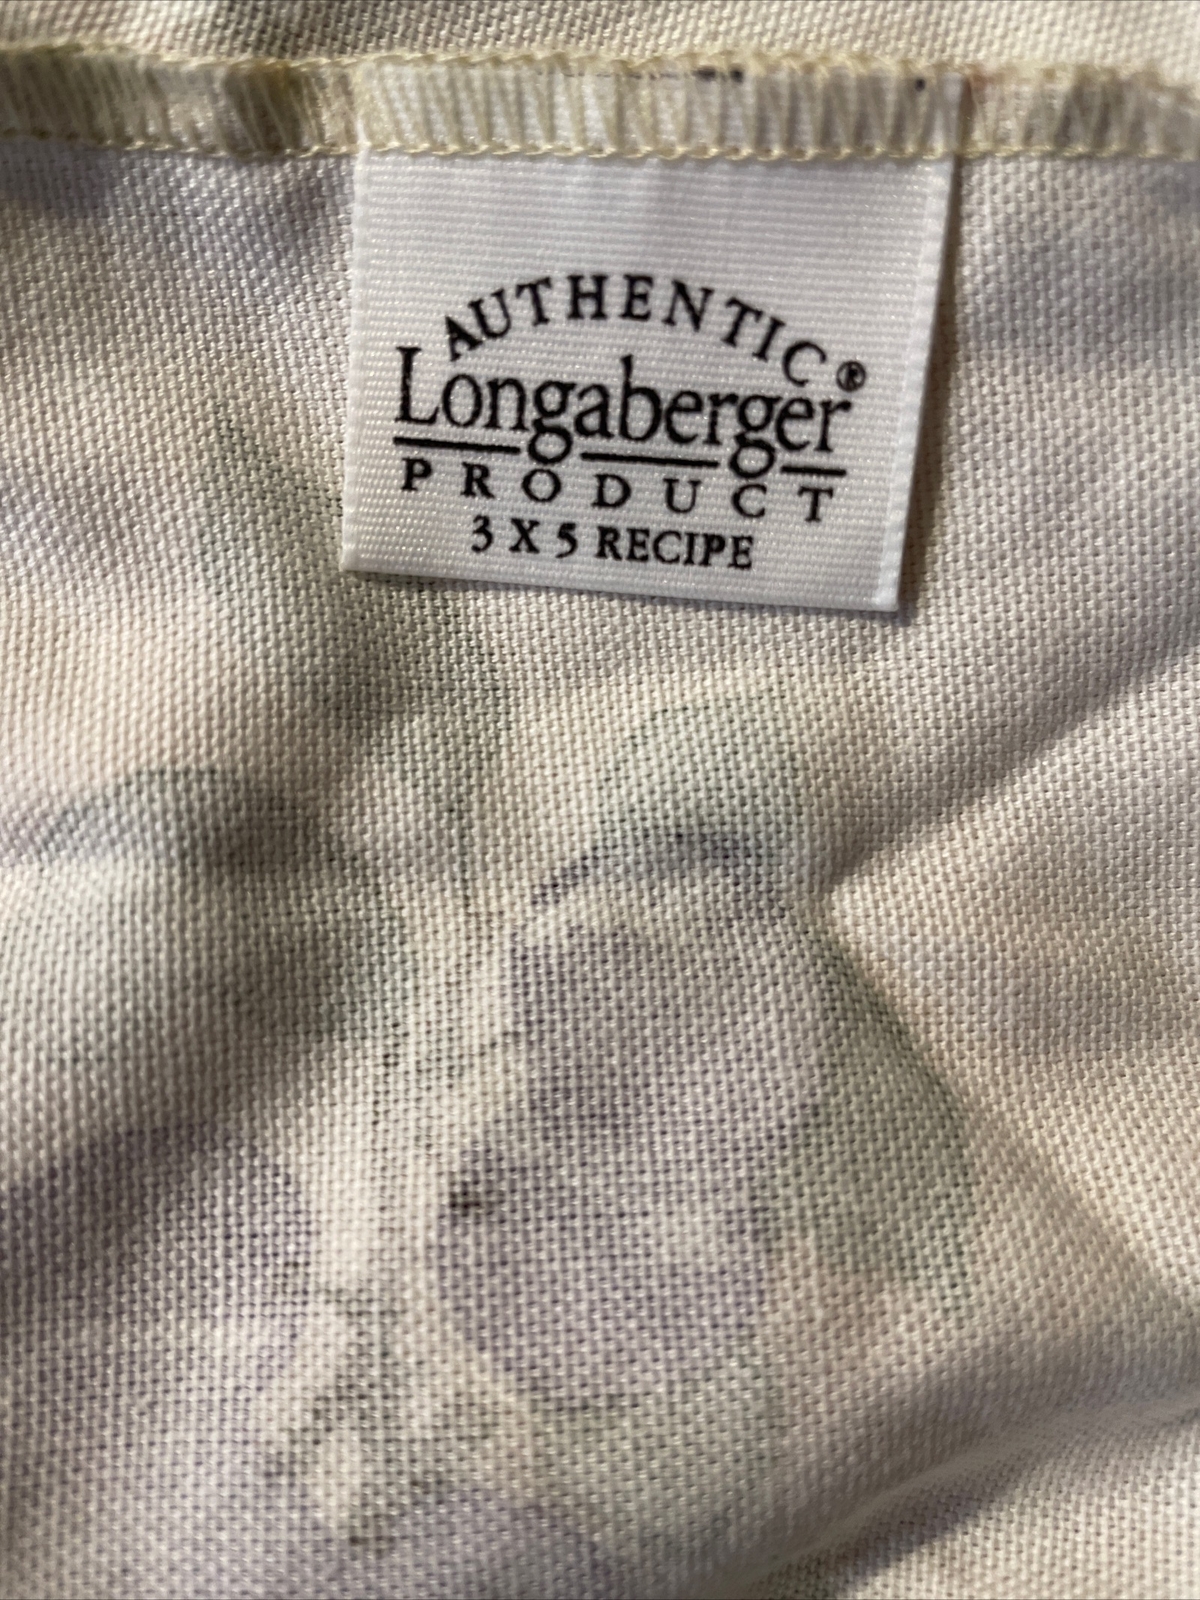 AUTHENTIC
Longaberger®
PRODUCT
3 X 5 RECIPE